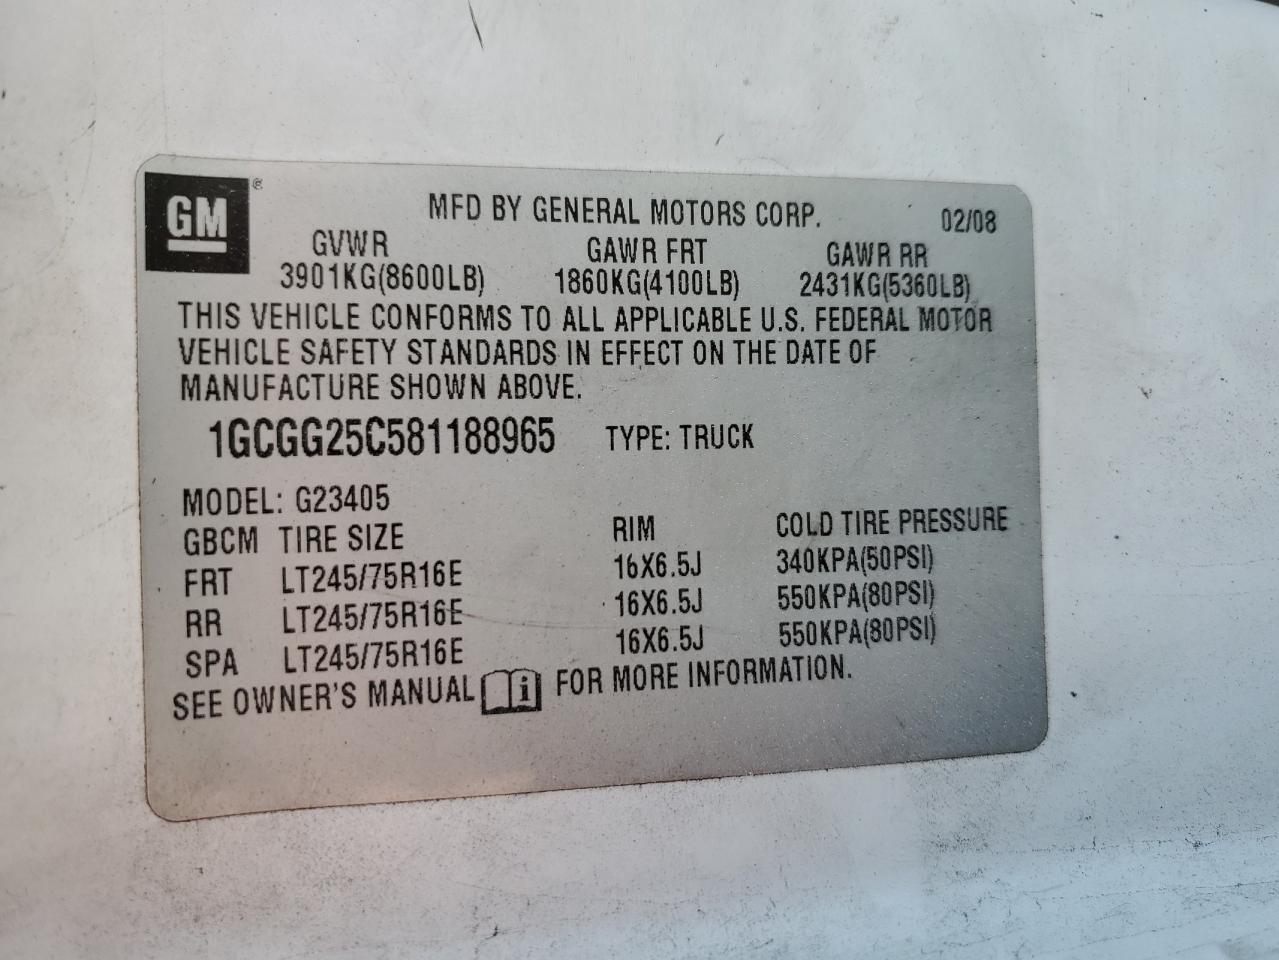 GM ®
MFD BY GENERAL MOTORS CORP. 02/08
GVWR GAWR FRT GAWR RR
3901KG(8600LB) 1860KG(4100LB) 2431KG(5360LB)
THIS VEHICLE CONFORMS TO ALL APPLICABLE U.S. FEDERAL MOTOR
VEHICLE SAFETY STANDARDS IN EFFECT ON THE DATE OF
MANUFACTURE SHOWN ABOVE.
1GCGG25C581188965 TYPE: TRUCK
MODEL: G23405
GBCM TIRE SIZE RIM COLD TIRE PRESSURE
FRT LT245/75R16E 16X6.5J 340KPA(50PSI)
RR LT245/75R16E 16X6.5J 550KPA(80PSI)
SPA LT245/75R16E 16X6.5J 550KPA(80PSI)
SEE OWNER'S MANUAL i FOR MORE INFORMATION.